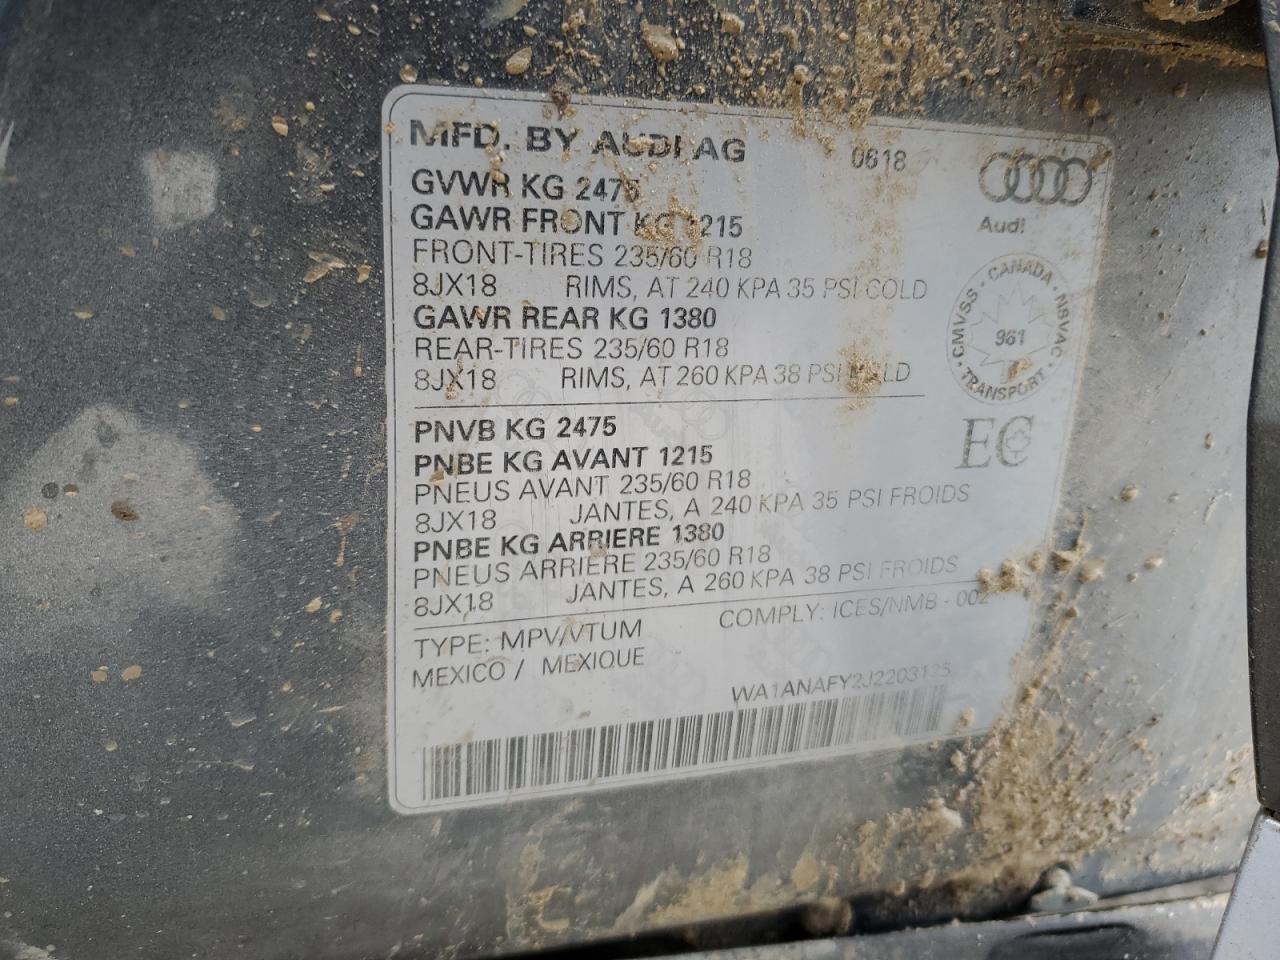 MFD. BY AUDI AG 0618
Audi
GVWR KG 2475
GAWR FRONT KG 1215
FRONT-TIRES 235/60 R18
8JX18 RIMS, AT 240 KPA 35 PSI COLD
GAWR REAR KG 1380
REAR-TIRES 235/60 R18
8JX18 RIMS, AT 260 KPA 38 PSI COLD
CMVSS · CANADA · NSVAC · TRANSPORT ·
961
EC
PNVB KG 2475
PNBE KG AVANT 1215
PNEUS AVANT 235/60 R18
8JX18 JANTES, A 240 KPA 35 PSI FROIDS
PNBE KG ARRIERE 1380
PNEUS ARRIERE 235/60 R18
8JX18 JANTES, A 260 KPA 38 PSI FROIDS
TYPE: MPV/VTUM COMPLY: ICES/NMB - 002
MEXICO / MEXIQUE